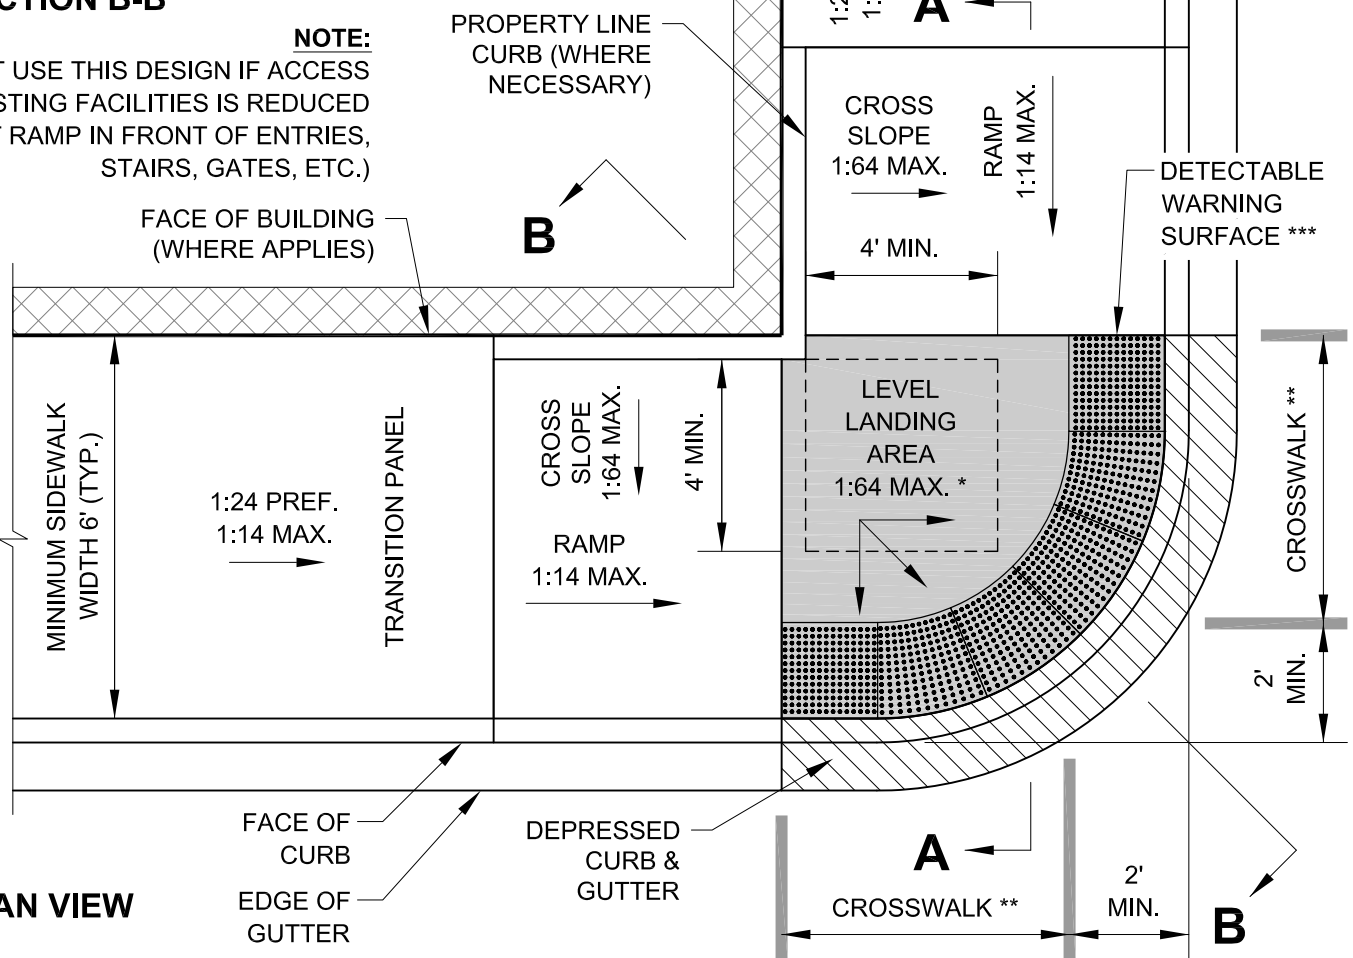 B-B
NOTE:
USE THIS DESIGN IF ACCESS
FACILITIES IS REDUCED
RAMP IN FRONT OF ENTRIES,
STAIRS, GATES, ETC.)
PROPERTY LINE
CURB (WHERE
NECESSARY)
A
CROSS
SLOPE
1:64 MAX.
RAMP
1:14 MAX.
4' MIN.
DETECTABLE
WARNING
SURFACE ***
FACE OF BUILDING
(WHERE APPLIES)
B
MINIMUM SIDEWALK
WIDTH 6' (TYP.)
1:24 PREF.
1:14 MAX.
TRANSITION PANEL
CROSS
SLOPE
1:64 MAX.
RAMP
1:14 MAX.
4' MIN.
LEVEL
LANDING
AREA
1:64 MAX. *
CROSSWALK **
2'
MIN.
FACE OF
CURB
EDGE OF
GUTTER
DEPRESSED
CURB &
GUTTER
A
CROSSWALK **
2'
MIN.
B
VIEW